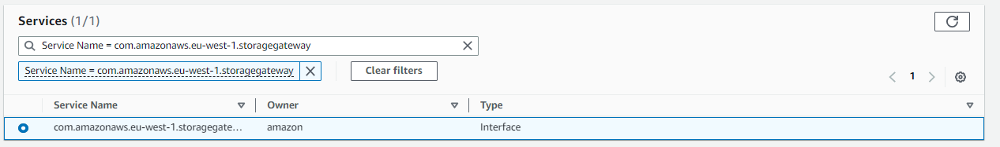 Services (1/1)
Service Name = com.amazonaws.eu-west-1.storagegateway
Service Name = com.amazonaws.eu-west-1.storagegateway
Clear filters
1
Service Name Owner Type
com.amazonaws.eu-west-1.storagegate... amazon Interface